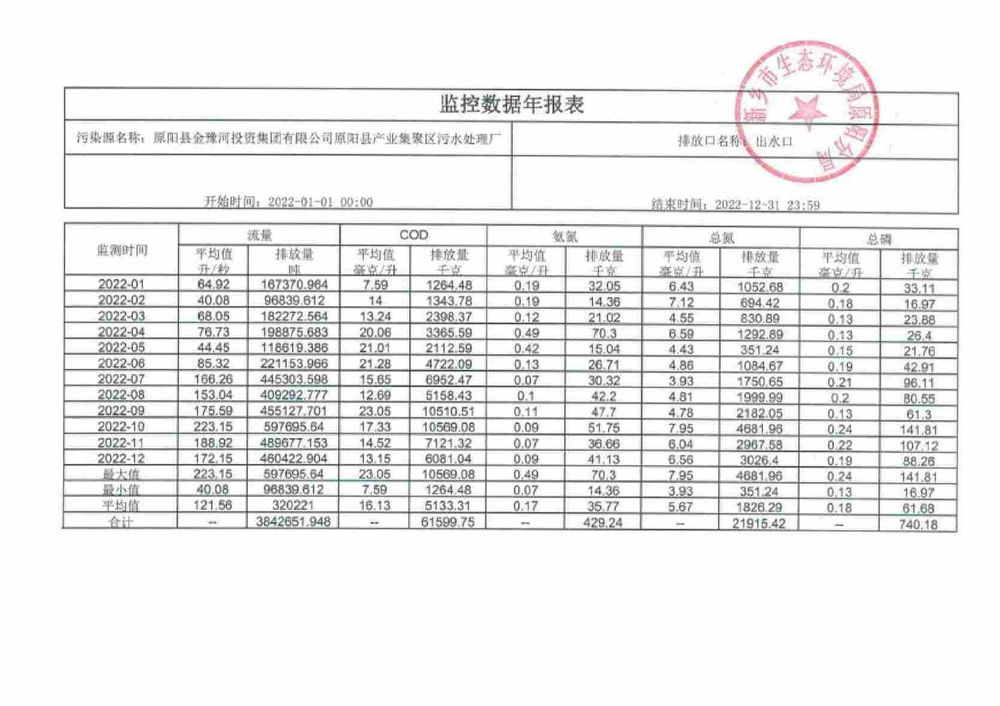 新乡市生态环境局原阳分局
监控数据年报表
污染源名称：原阳县金豫河投资集团有限公司原阳县产业集聚区污水处理厂 排放口名称：出水口
开始时间：2022-01-01 00:00 结束时间：2022-12-31 23:59
监测时间 流量 COD 氨氮 总氮 总磷
平均值 排放量 平均值 排放量 平均值 排放量 平均值 排放量 平均值 排放量
升/秒 吨 毫克/升 千克 毫克/升 千克 毫克/升 千克 毫克/升 千克
2022-01 64.92 167370.964 7.59 1264.48 0.19 32.05 6.43 1052.68 0.2 33.11
2022-02 40.08 96839.612 14 1343.78 0.19 14.36 7.12 694.42 0.18 16.97
2022-03 68.05 182272.564 13.24 2398.37 0.12 21.02 4.55 830.89 0.13 23.88
2022-04 76.73 198875.683 20.06 3365.59 0.49 70.3 6.59 1292.89 0.13 26.4
2022-05 44.45 118619.386 21.01 2112.59 0.42 15.04 4.43 351.24 0.15 21.76
2022-06 85.32 221153.966 21.28 4722.09 0.13 26.71 4.86 1084.67 0.19 42.91
2022-07 166.26 445303.598 15.65 6952.47 0.07 30.32 3.93 1750.65 0.21 96.11
2022-08 153.04 409292.777 12.69 5158.43 0.1 42.2 4.81 1999.99 0.2 80.55
2022-09 175.59 455127.701 23.05 10510.51 0.11 47.7 4.78 2182.05 0.13 61.3
2022-10 223.15 597695.64 17.33 10569.08 0.09 51.75 7.95 4681.96 0.24 141.81
2022-11 188.92 489677.153 14.52 7121.32 0.07 36.66 6.04 2967.58 0.22 107.12
2022-12 172.15 460422.904 13.15 6081.04 0.09 41.13 6.56 3026.4 0.19 88.26
最大值 223.15 597695.64 23.05 10569.08 0.49 70.3 7.95 4681.96 0.24 141.81
最小值 40.08 96839.612 7.59 1264.48 0.07 14.36 3.93 351.24 0.13 16.97
平均值 121.56 320221 16.13 5133.31 0.17 35.77 5.67 1826.29 0.18 61.68
合计 -- 3842651.948 -- 61599.75 -- 429.24 -- 21915.42 -- 740.18